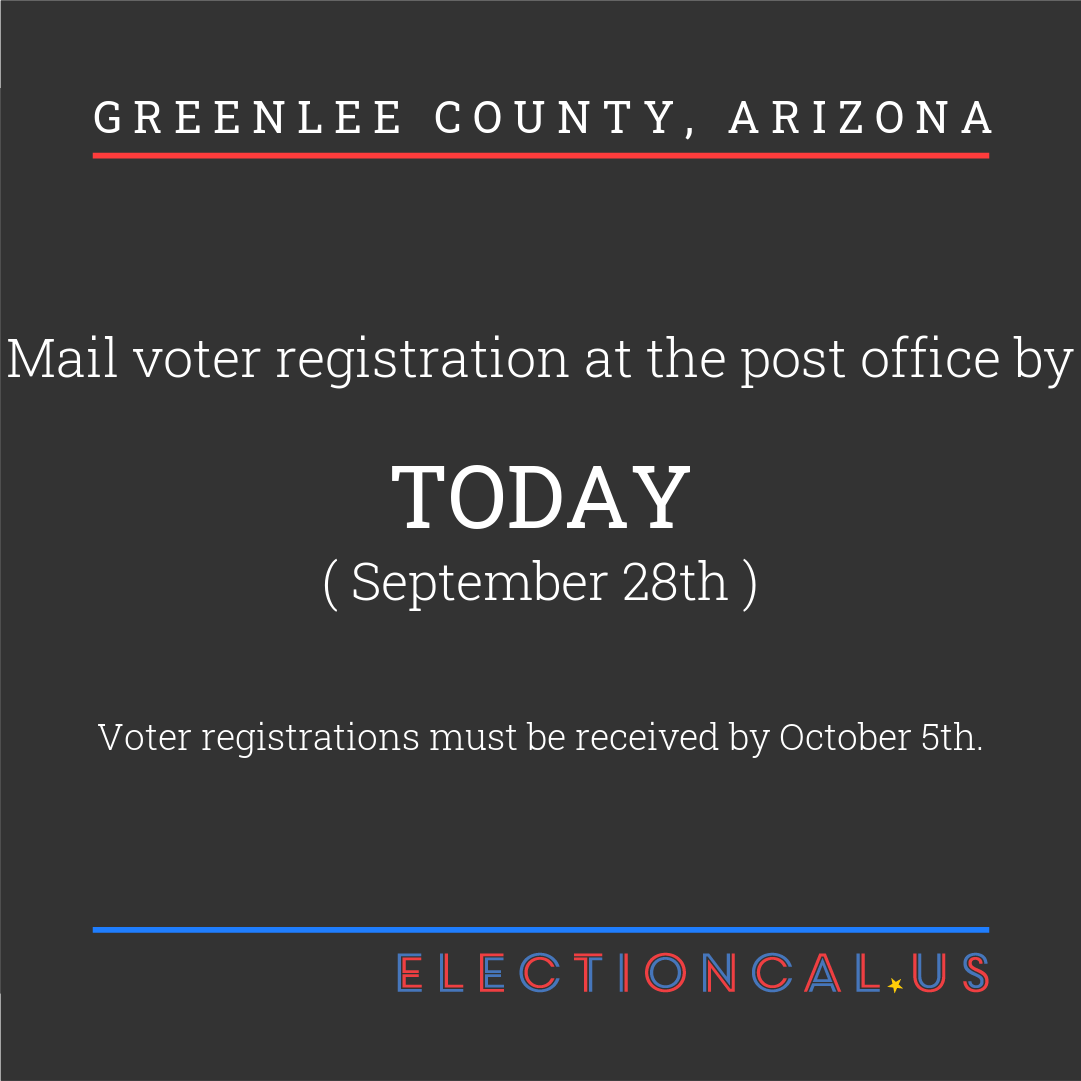 GREENLEE COUNTY, ARIZONA
Mail voter registration at the post office by
TODAY
( September 28th )
Voter registrations must be received by October 5th.
ELECTIONCAL.US